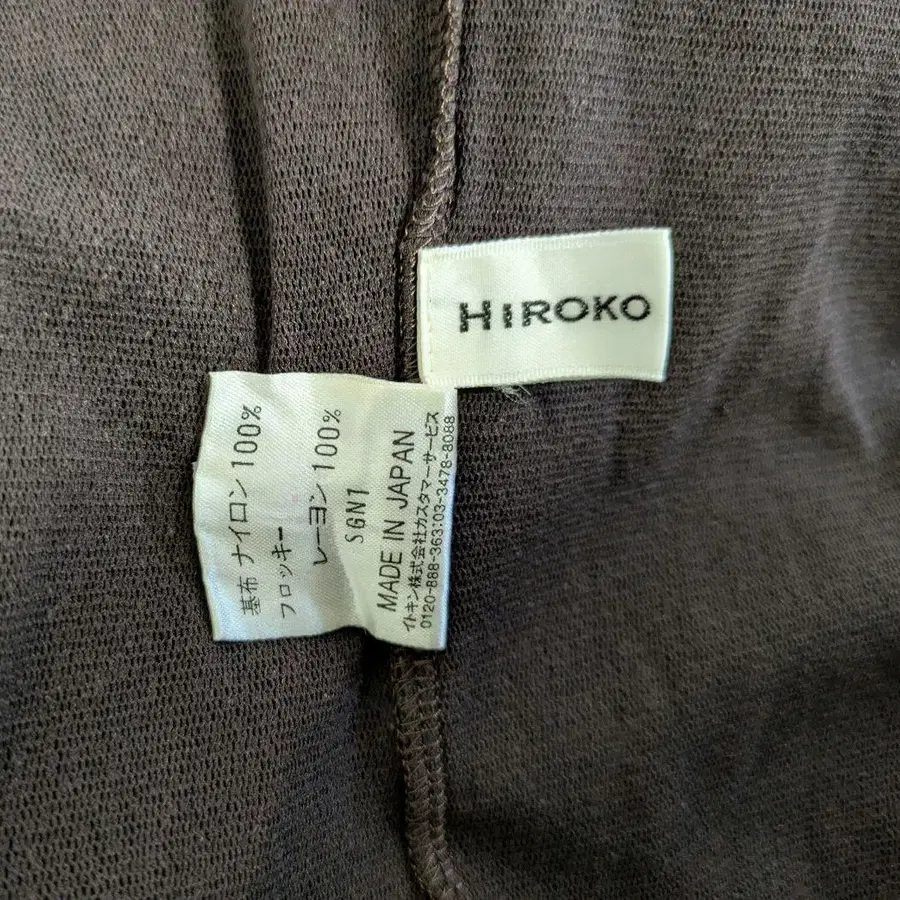 HIROKO
基布 ナイロン 100%
フロッキー
レーヨン 100%
SGN1
MADE IN JAPAN
イトキン株式会社カスタマーサービス
0120-888-363:03-3478-8088